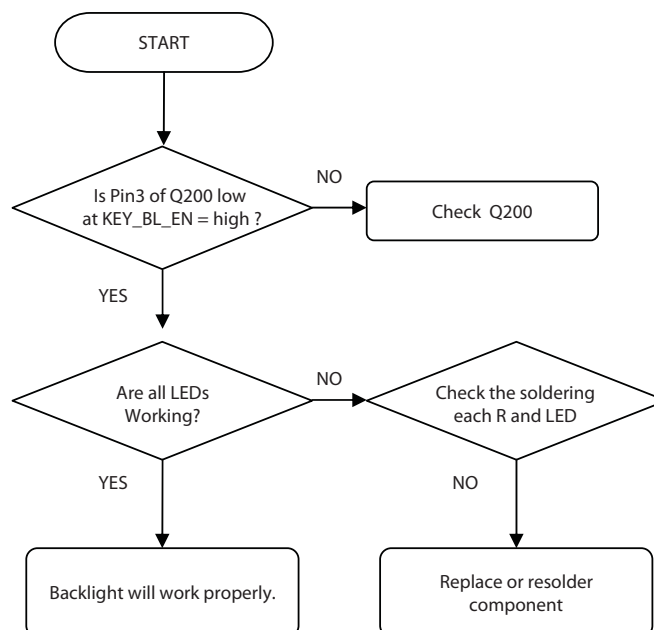 START
Is Pin3 of Q200 low
at KEY_BL_EN = high ?
NO
Check Q200
YES
Are all LEDs
Working?
NO
Check the soldering
each R and LED
YES
NO
Backlight will work properly.
Replace or resolder
component